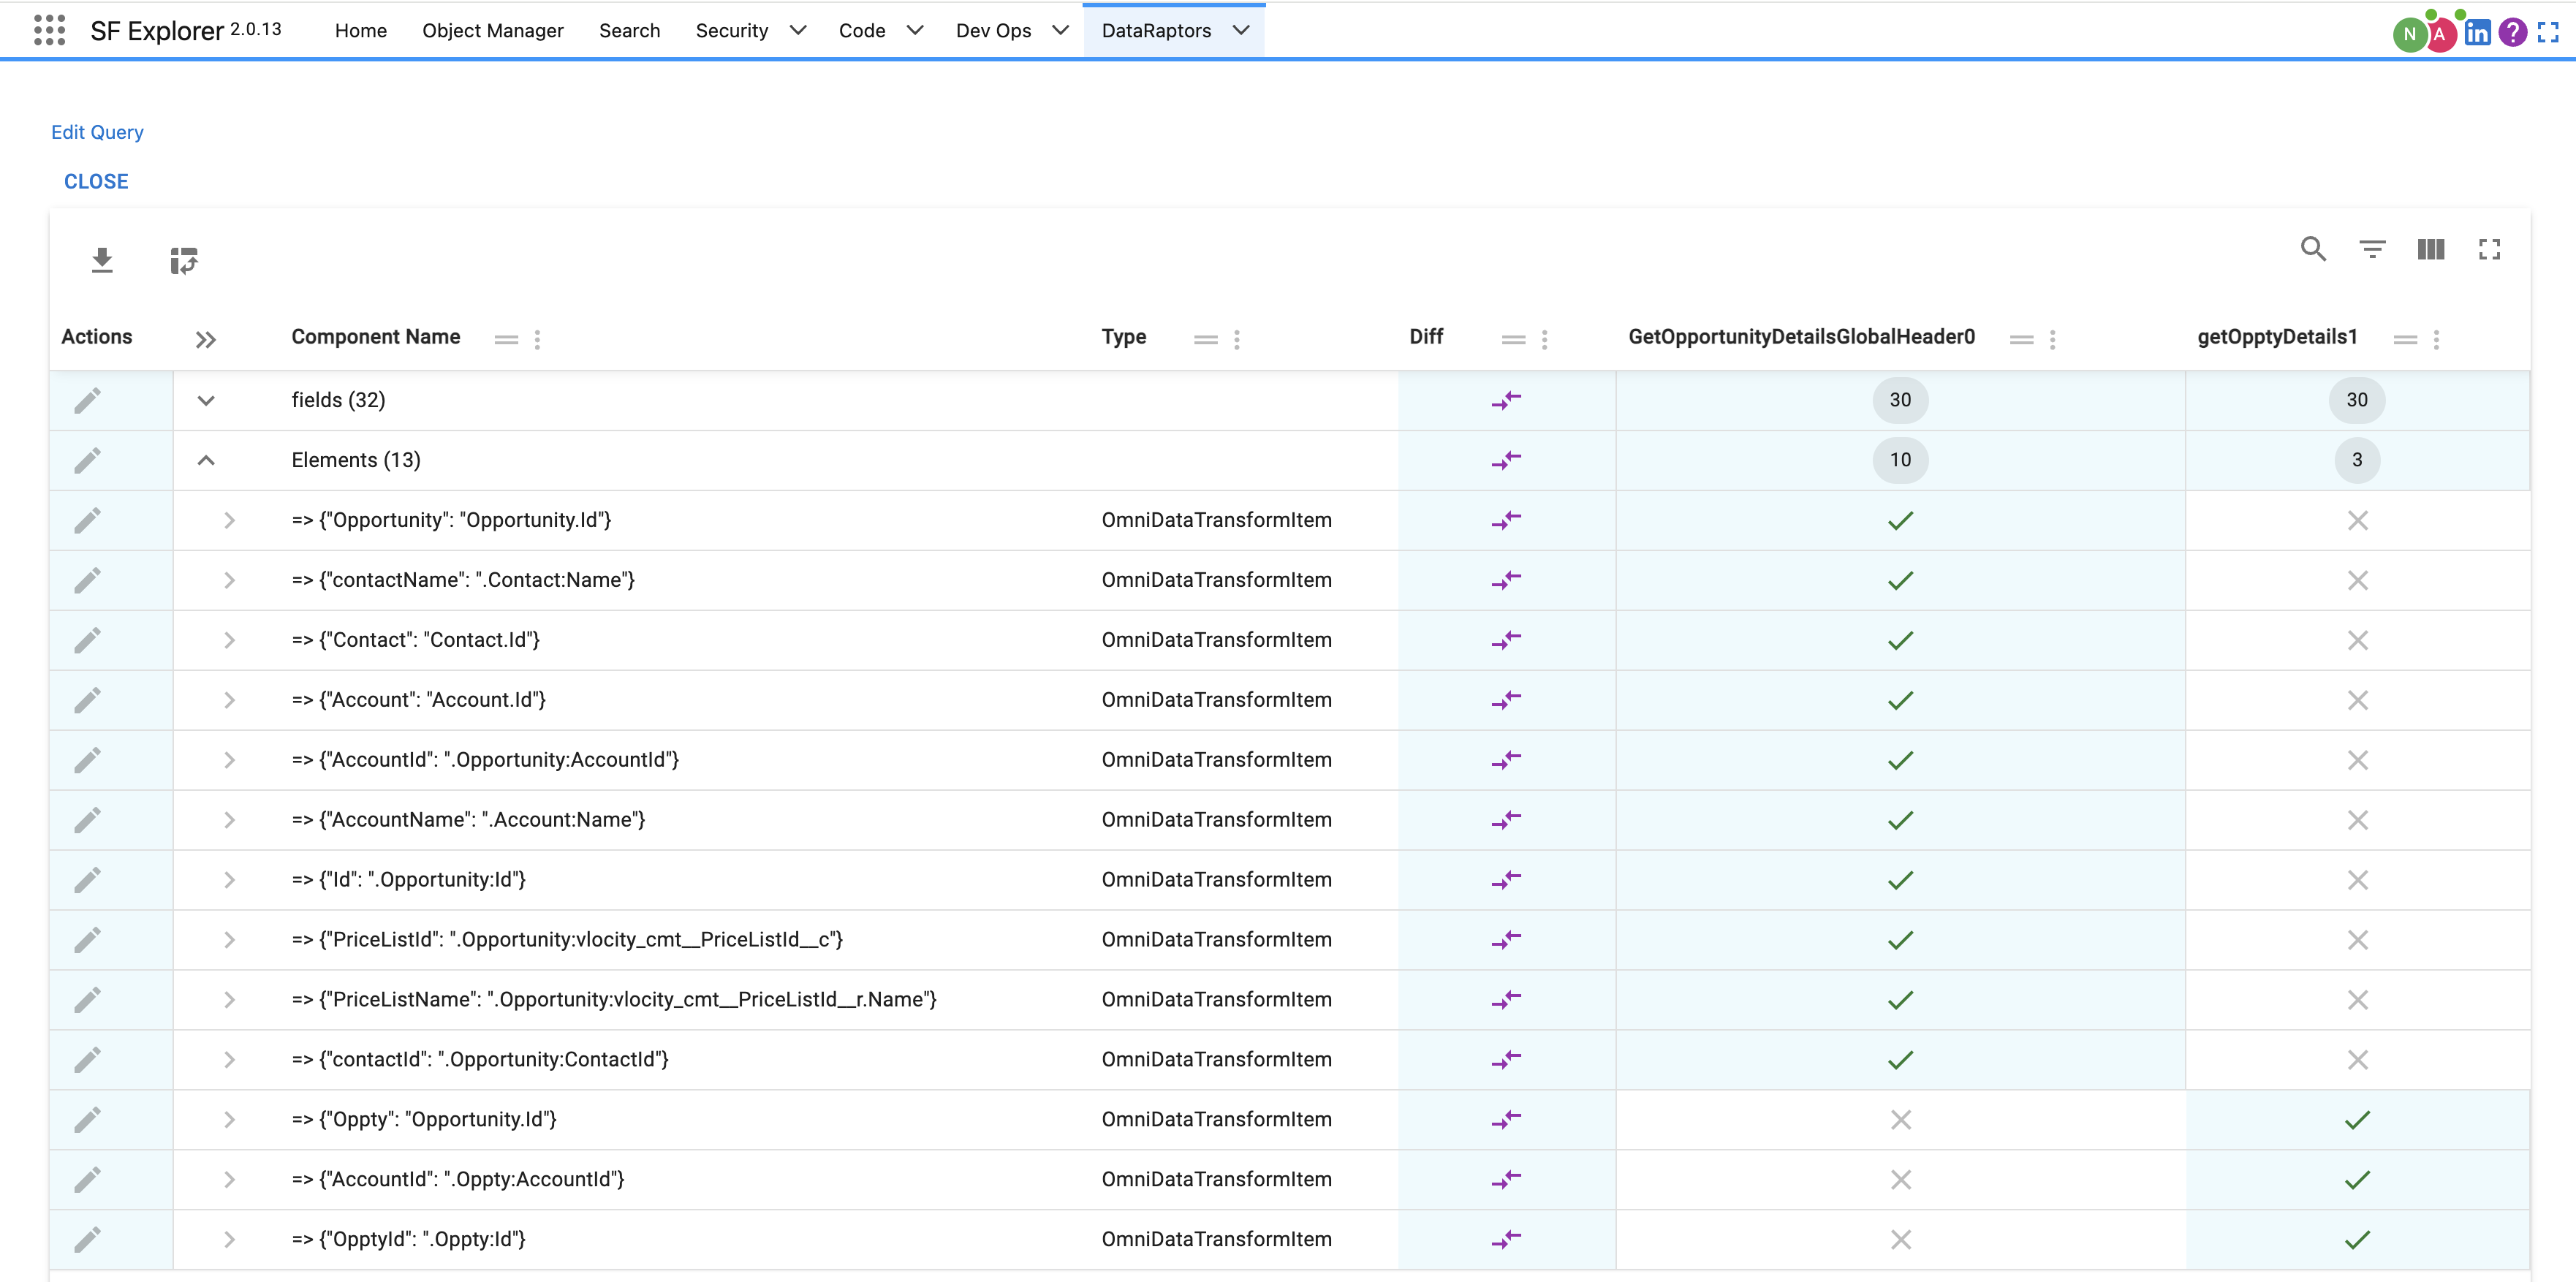 SF Explorer 2.0.13 Home Object Manager Search Security Code Dev Ops DataRaptors N A in ?
Edit Query
CLOSE
Actions Component Name Type Diff GetOpportunityDetailsGlobalHeader0 getOpptyDetails1
fields (32) 30 30
Elements (13) 10 3
=> {"Opportunity": "Opportunity.Id"} OmniDataTransformItem
=> {"contactName": ".Contact:Name"} OmniDataTransformItem
=> {"Contact": "Contact.Id"} OmniDataTransformItem
=> {"Account": "Account.Id"} OmniDataTransformItem
=> {"AccountId": ".Opportunity:AccountId"} OmniDataTransformItem
=> {"AccountName": ".Account:Name"} OmniDataTransformItem
=> {"Id": ".Opportunity:Id"} OmniDataTransformItem
=> {"PriceListId": ".Opportunity:vlocity_cmt__PriceListId__c"} OmniDataTransformItem
=> {"PriceListName": ".Opportunity:vlocity_cmt__PriceListId__r.Name"} OmniDataTransformItem
=> {"contactId": ".Opportunity:ContactId"} OmniDataTransformItem
=> {"Oppty": "Opportunity.Id"} OmniDataTransformItem
=> {"AccountId": ".Oppty:AccountId"} OmniDataTransformItem
=> {"OpptyId": ".Oppty:Id"} OmniDataTransformItem